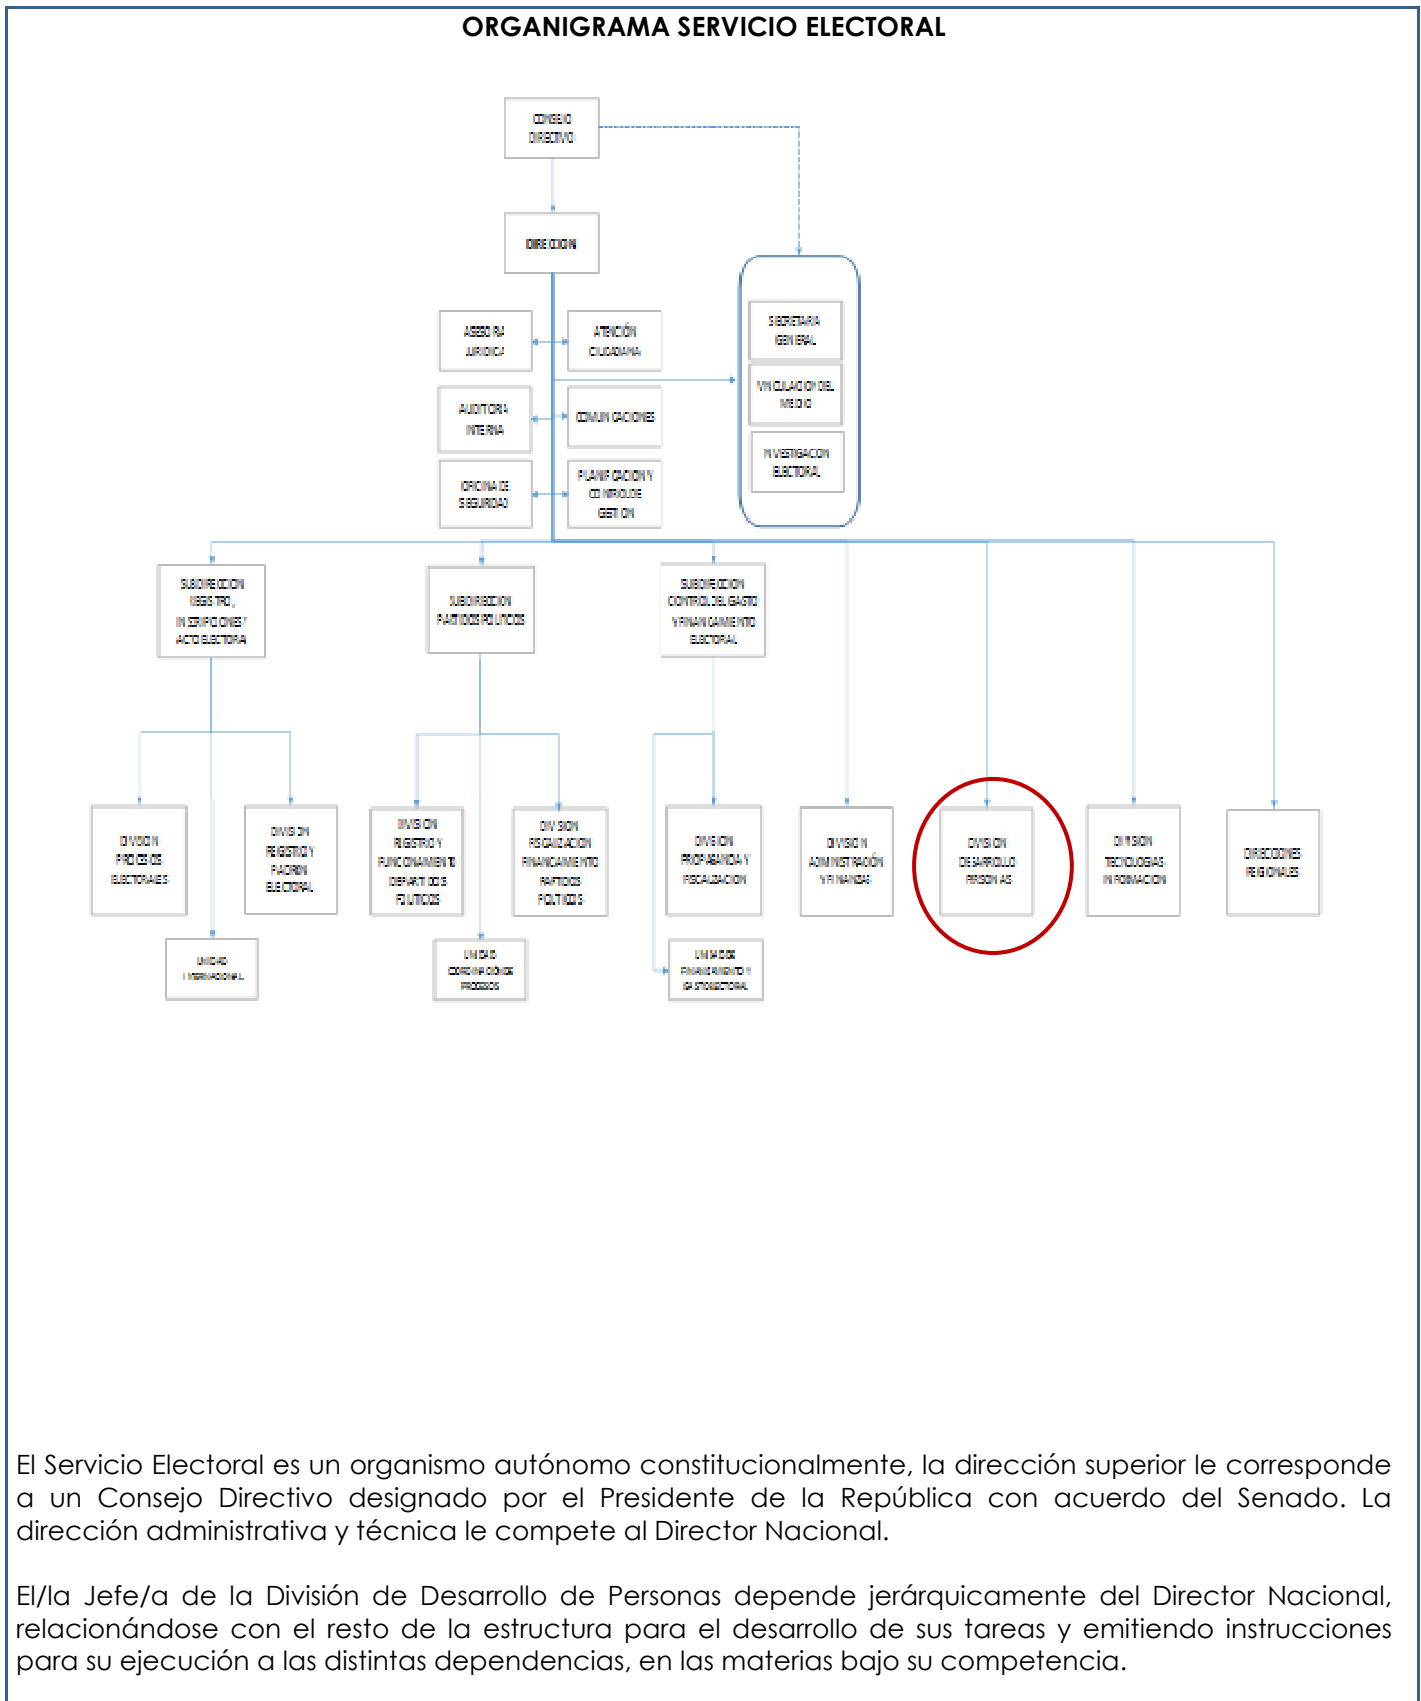 ORGANIGRAMA SERVICIO ELECTORAL
CONSEJO
DIRECTIVO
DIRECCION
ASESORIA
JURIDICA
ATENCIÓN
CIUDADANA
SECRETARIA
GENERAL
VINCULACION DEL
MEDIO
AUDITORIA
INTERNA
COMUNICACIONES
INVESTIGACION
ELECTORAL
OFICINA DE
SEGURIDAD
PLANIFICACION Y
CONTROL DE
GESTION
SUBDIRECCION
REGISTRO,
INSCRIPCIONES Y
ACTO ELECTORAL
SUBDIRECCION
PARTIDOS POLITICOS
SUBDIRECCION
CONTROL DEL GASTO
Y FINANCIAMIENTO
ELECTORAL
DIVISION
PROCESOS
ELECTORALES
DIVISION
REGISTRO Y
PADRON
ELECTORAL
DIVISION
REGISTRO Y
FUNCIONAMIENTO
DE PARTIDOS
POLITICOS
DIVISION
FISCALIZACION
FINANCIAMIENTO
PARTIDOS
POLITICOS
DIVISION
PROPAGANDA Y
FISCALIZACION
DIVISION
ADMINISTRACIÓN
Y FINANZAS
DIVISION
DESARROLLO
PERSONAS
DIVISION
TECNOLOGIAS
INFORMACION
DIRECCIONES
REGIONALES
UNIDAD
INTERNACIONAL
UNIDAD
COORDINACIÓN DE
PROCESOS
UNIDAD DE
FINANCIAMIENTO Y
GASTO ELECTORAL
El Servicio Electoral es un organismo autónomo constitucionalmente, la dirección superior le corresponde
a un Consejo Directivo designado por el Presidente de la República con acuerdo del Senado. La
dirección administrativa y técnica le compete al Director Nacional.
El/la Jefe/a de la División de Desarrollo de Personas depende jerárquicamente del Director Nacional,
relacionándose con el resto de la estructura para el desarrollo de sus tareas y emitiendo instrucciones
para su ejecución a las distintas dependencias, en las materias bajo su competencia.